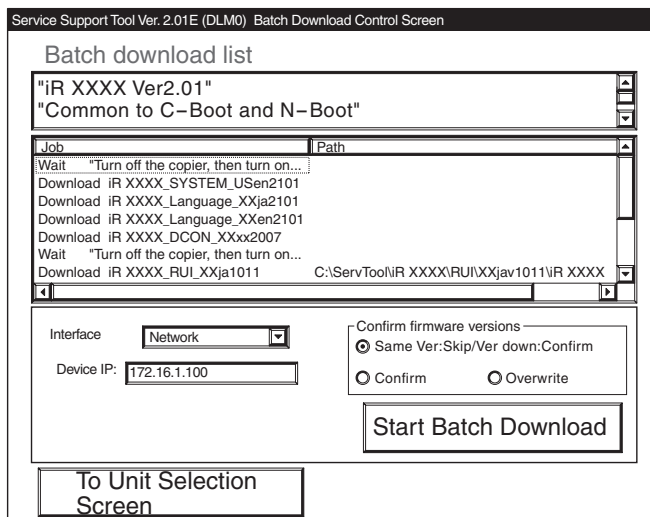 Service Support Tool Ver. 2.01E (DLM0)  Batch Download Control Screen
Batch download list
"iR XXXX Ver2.01"
"Common to C-Boot and N-Boot"
Job Path
Wait "Turn off the copier, then turn on...
Download iR XXXX_SYSTEM_USen2101
Download iR XXXX_Language_XXja2101
Download iR XXXX_Language_XXen2101
Download iR XXXX_DCON_XXxx2007
Wait "Turn off the copier, then turn on...
Download iR XXXX_RUI_XXja1011 C:\ServTool\iR XXXX\RUI\XXjav1011\iR XXXX
Interface Network
Device IP: 172.16.1.100
Confirm firmware versions
Same Ver:Skip/Ver down:Confirm
Confirm Overwrite
Start Batch Download
To Unit Selection
Screen